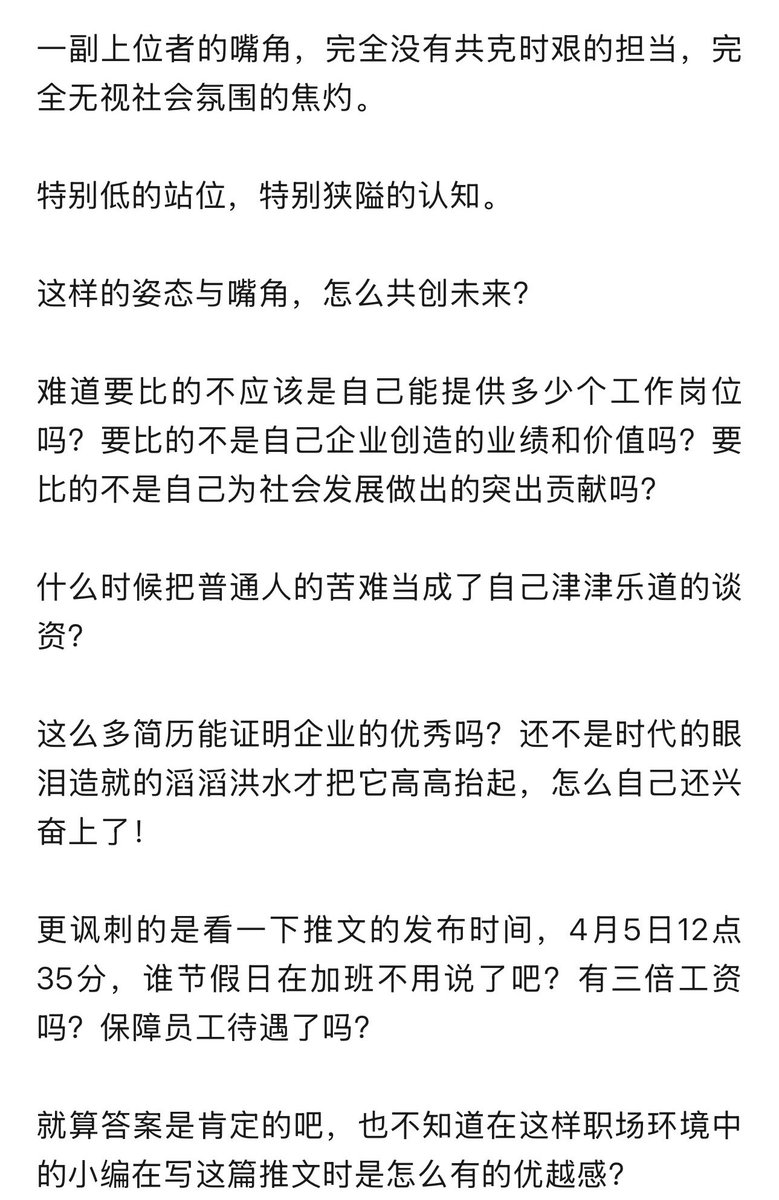 一副上位者的嘴角，完全没有共克时艰的担当，完
全无视社会氛围的焦灼。
特别低的站位，特别狭隘的认知。
这样的姿态与嘴角，怎么共创未来？
难道要比的不应该是自己能提供多少个工作岗位
吗？要比的不是自己企业创造的业绩和价值吗？要
比的不是自己为社会发展做出的突出贡献吗？
什么时候把普通人的苦难当成了自己津津乐道的谈
资？
这么多简历能证明企业的优秀吗？还不是时代的眼
泪造就的滔滔洪水才把它高高抬起，怎么自己还兴
奋上了！
更讽刺的是看一下推文的发布时间，4月5日12点
35分，谁节假日在加班不用说了吧？有三倍工资
吗？保障员工待遇了吗？
就算答案是肯定的吧，也不知道在这样职场环境中
的小编在写这篇推文时是怎么有的优越感？